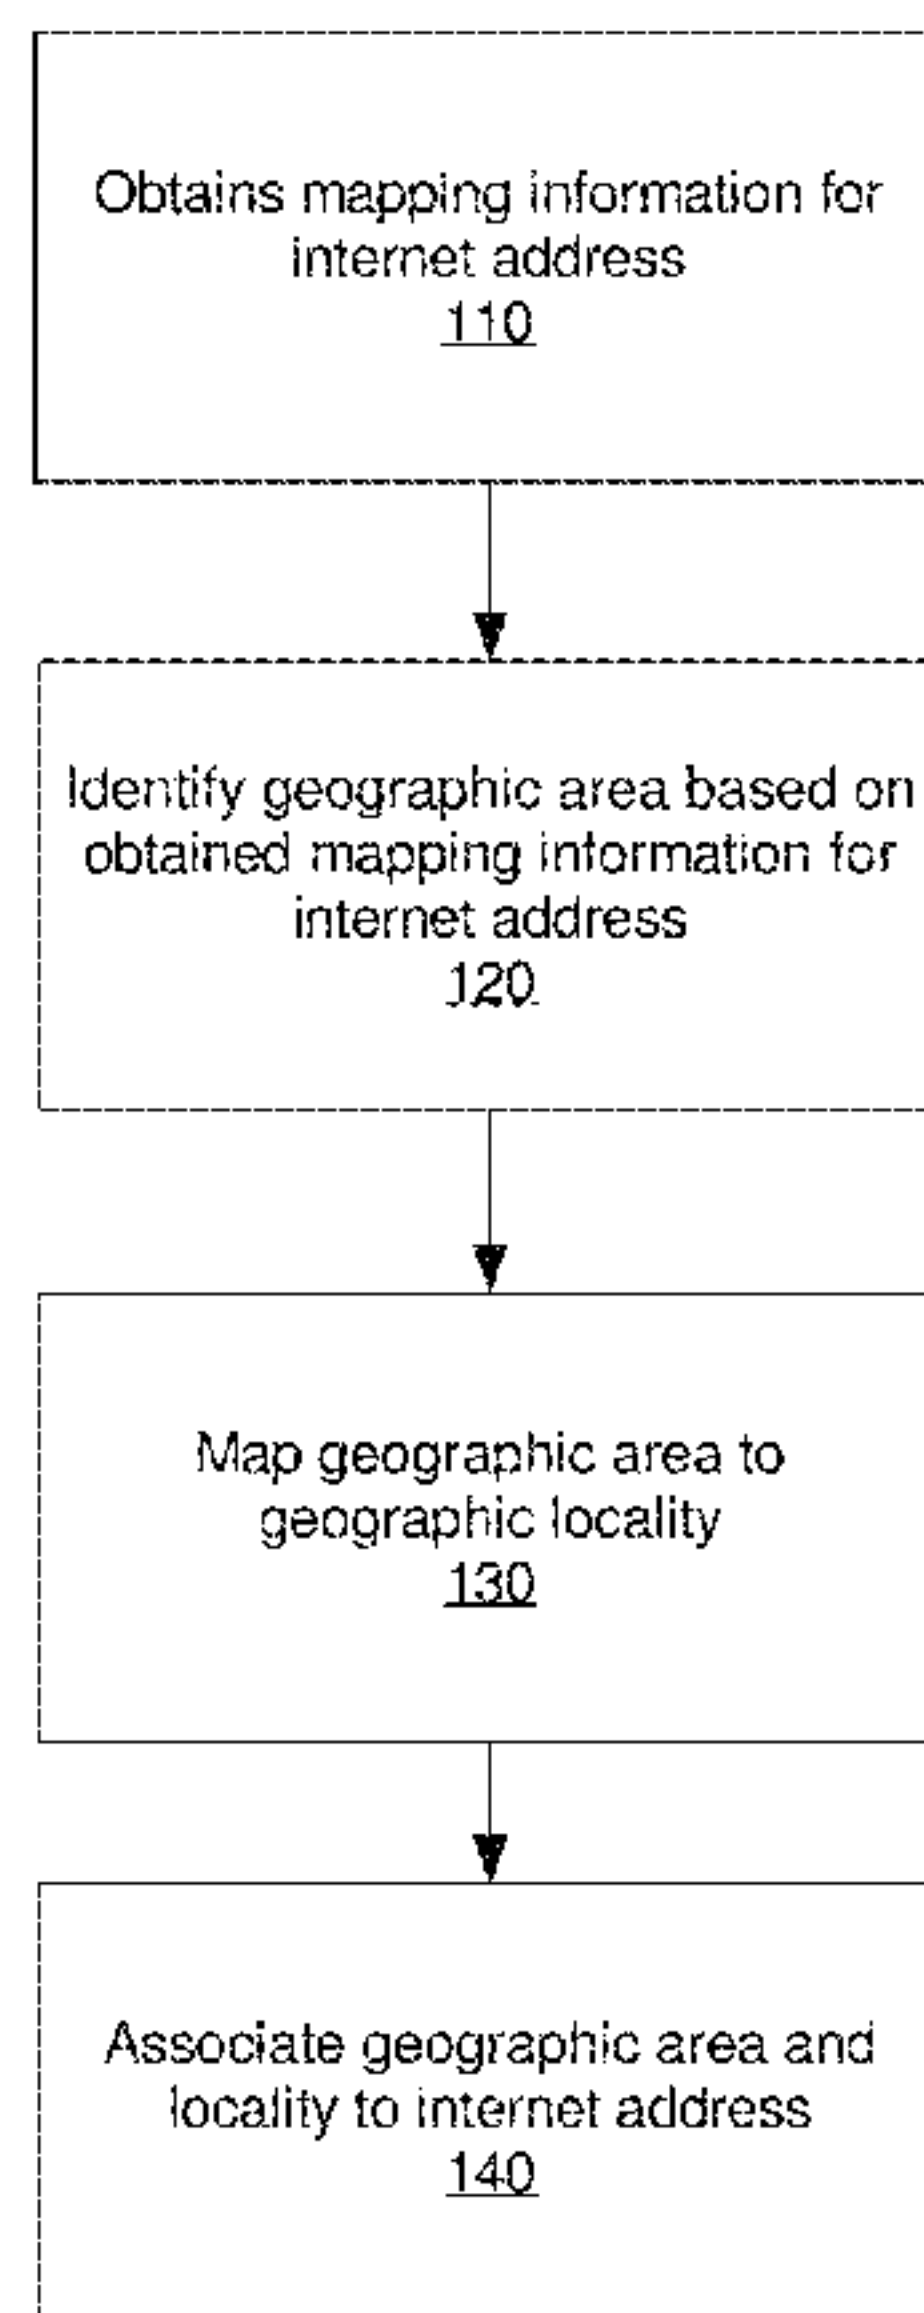 Obtains mapping information for
internet address
110
Identify geographic area based on
obtained mapping information for
internet address
120
Map geographic area to
geographic locality
130
Associate geographic area and
locality to internet address
140